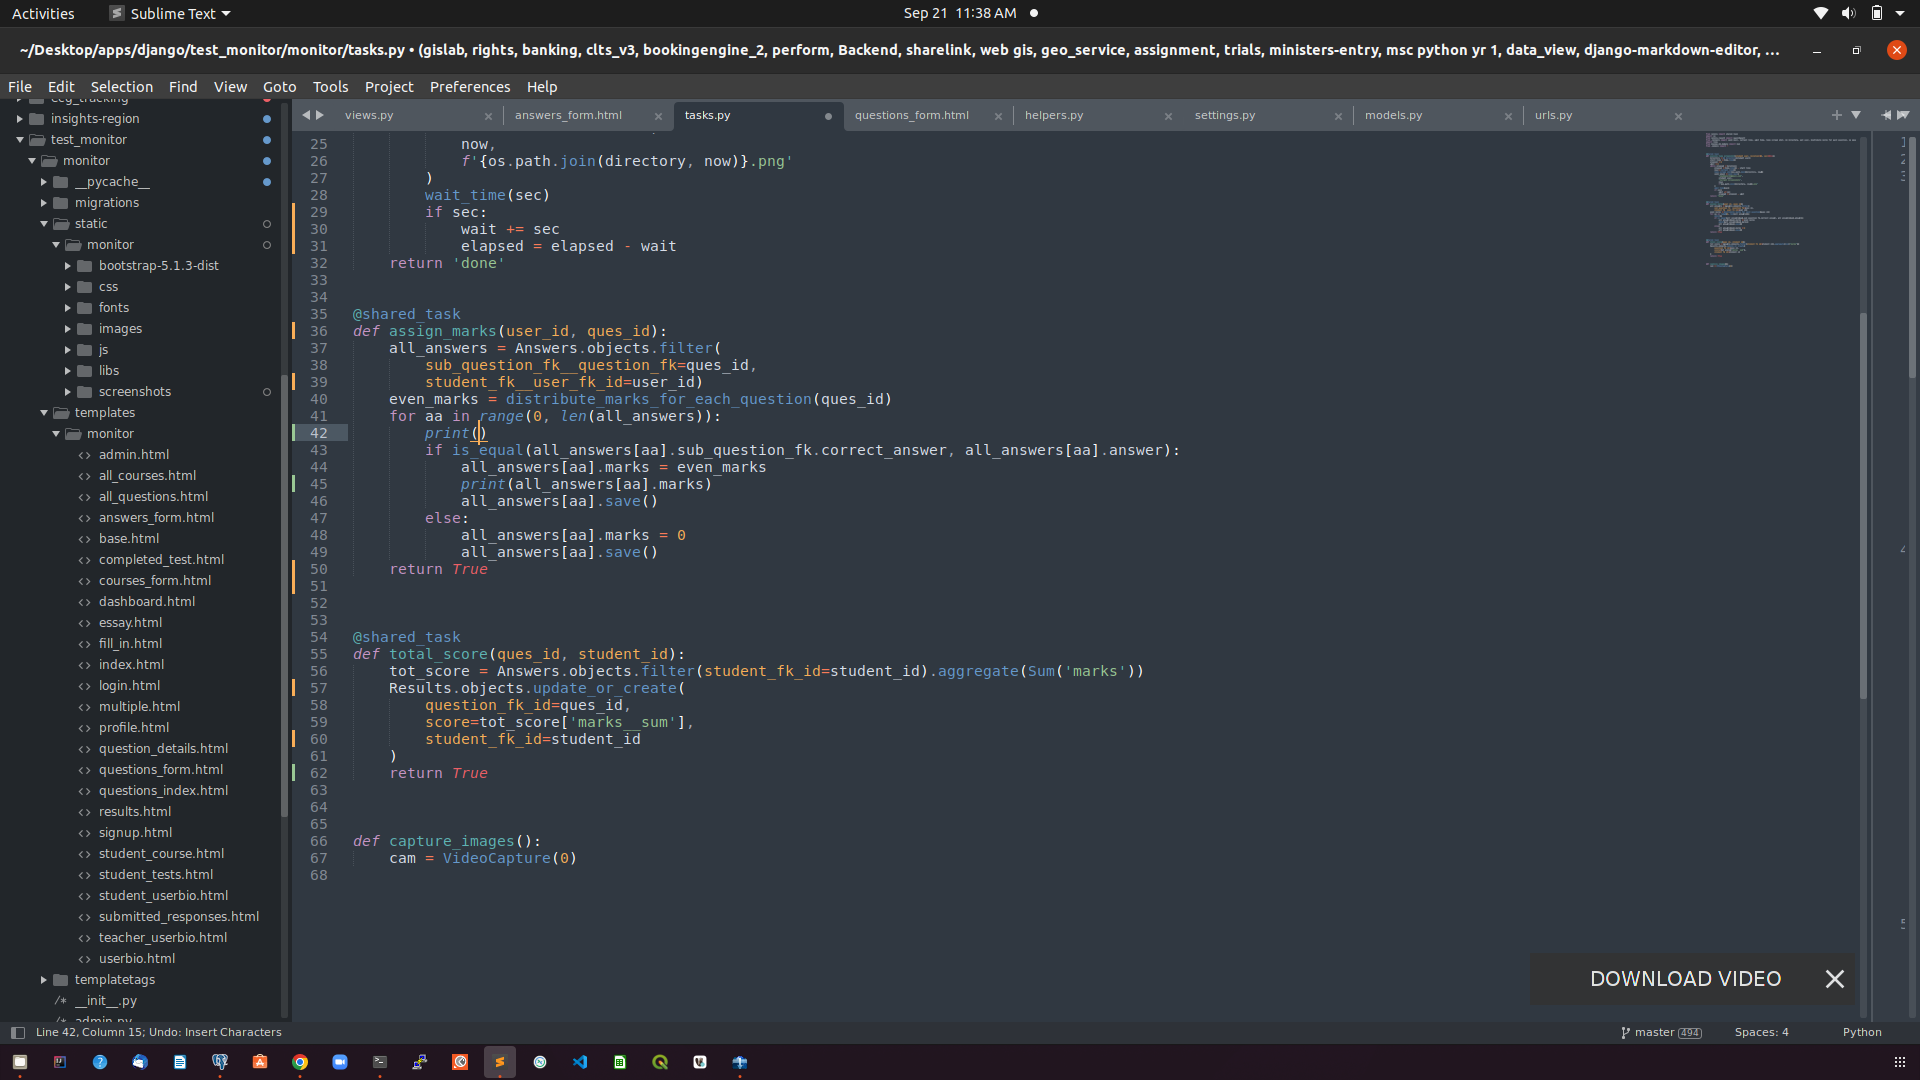 Activities
Sublime Text
Sep 21 11:38 AM
~/Desktop/apps/django/test_monitor/monitor/tasks.py • (gislab, rights, banking, clts_v3, bookingengine_2, perform, Backend, sharelink, web gis, geo_service, assignment, trials, ministers-entry, msc python yr 1, data_view, django-markdown-editor, ...
File Edit Selection Find View Goto Tools Project Preferences Help
insights-region
test_monitor
monitor
__pycache__
migrations
static
monitor
bootstrap-5.1.3-dist
css
fonts
images
js
libs
screenshots
templates
monitor
admin.html
all_courses.html
all_questions.html
answers_form.html
base.html
completed_test.html
courses_form.html
dashboard.html
essay.html
fill_in.html
index.html
login.html
multiple.html
profile.html
question_details.html
questions_form.html
questions_index.html
results.html
signup.html
student_course.html
student_tests.html
student_userbio.html
submitted_responses.html
teacher_userbio.html
userbio.html
templatetags
/* __init__.py
views.py
answers_form.html
tasks.py
questions_form.html
helpers.py
settings.py
models.py
urls.py
25 now,
26 f'{os.path.join(directory, now)}.png'
27 )
28 wait_time(sec)
29 if sec:
30 wait += sec
31 elapsed = elapsed - wait
32 return 'done'
33
34
35 @shared_task
36 def assign_marks(user_id, ques_id):
37 all_answers = Answers.objects.filter(
38 sub_question_fk__question_fk=ques_id,
39 student_fk__user_fk_id=user_id)
40 even_marks = distribute_marks_for_each_question(ques_id)
41 for aa in range(0, len(all_answers)):
42 print()
43 if is_equal(all_answers[aa].sub_question_fk.correct_answer, all_answers[aa].answer):
44 all_answers[aa].marks = even_marks
45 print(all_answers[aa].marks)
46 all_answers[aa].save()
47 else:
48 all_answers[aa].marks = 0
49 all_answers[aa].save()
50 return True
51
52
53
54 @shared_task
55 def total_score(ques_id, student_id):
56 tot_score = Answers.objects.filter(student_fk_id=student_id).aggregate(Sum('marks'))
57 Results.objects.update_or_create(
58 question_fk_id=ques_id,
59 score=tot_score['marks__sum'],
60 student_fk_id=student_id
61 )
62 return True
63
64
65
66 def capture_images():
67 cam = VideoCapture(0)
68
DOWNLOAD VIDEO
Line 42, Column 15; Undo: Insert Characters
master 494
Spaces: 4
Python